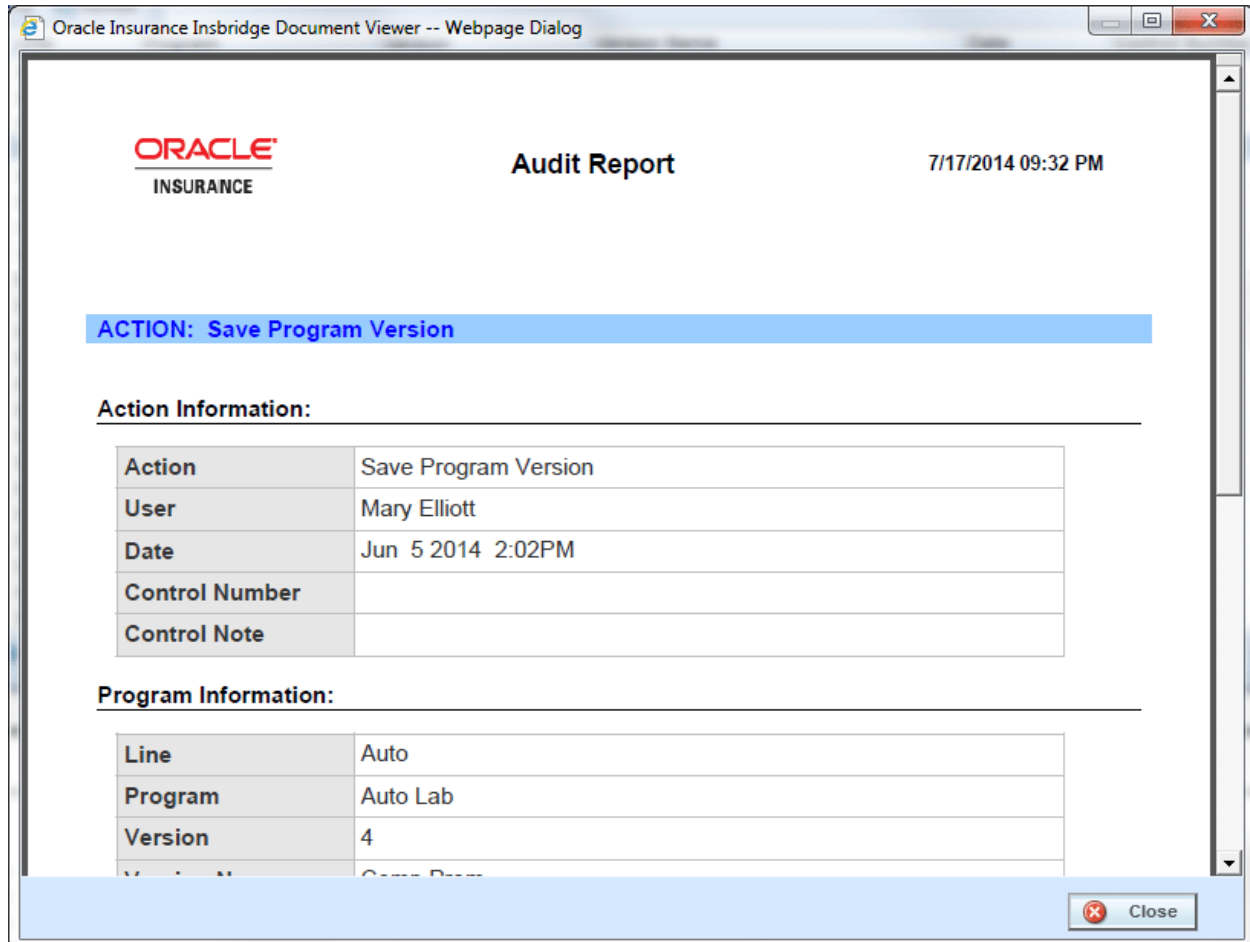 Oracle Insurance Insbridge Document Viewer -- Webpage Dialog
ORACLE
INSURANCE
Audit Report
7/17/2014 09:32 PM
ACTION: Save Program Version
Action Information:
Action Save Program Version
User Mary Elliott
Date Jun 5 2014 2:02PM
Control Number
Control Note
Program Information:
Line Auto
Program Auto Lab
Version 4
Close